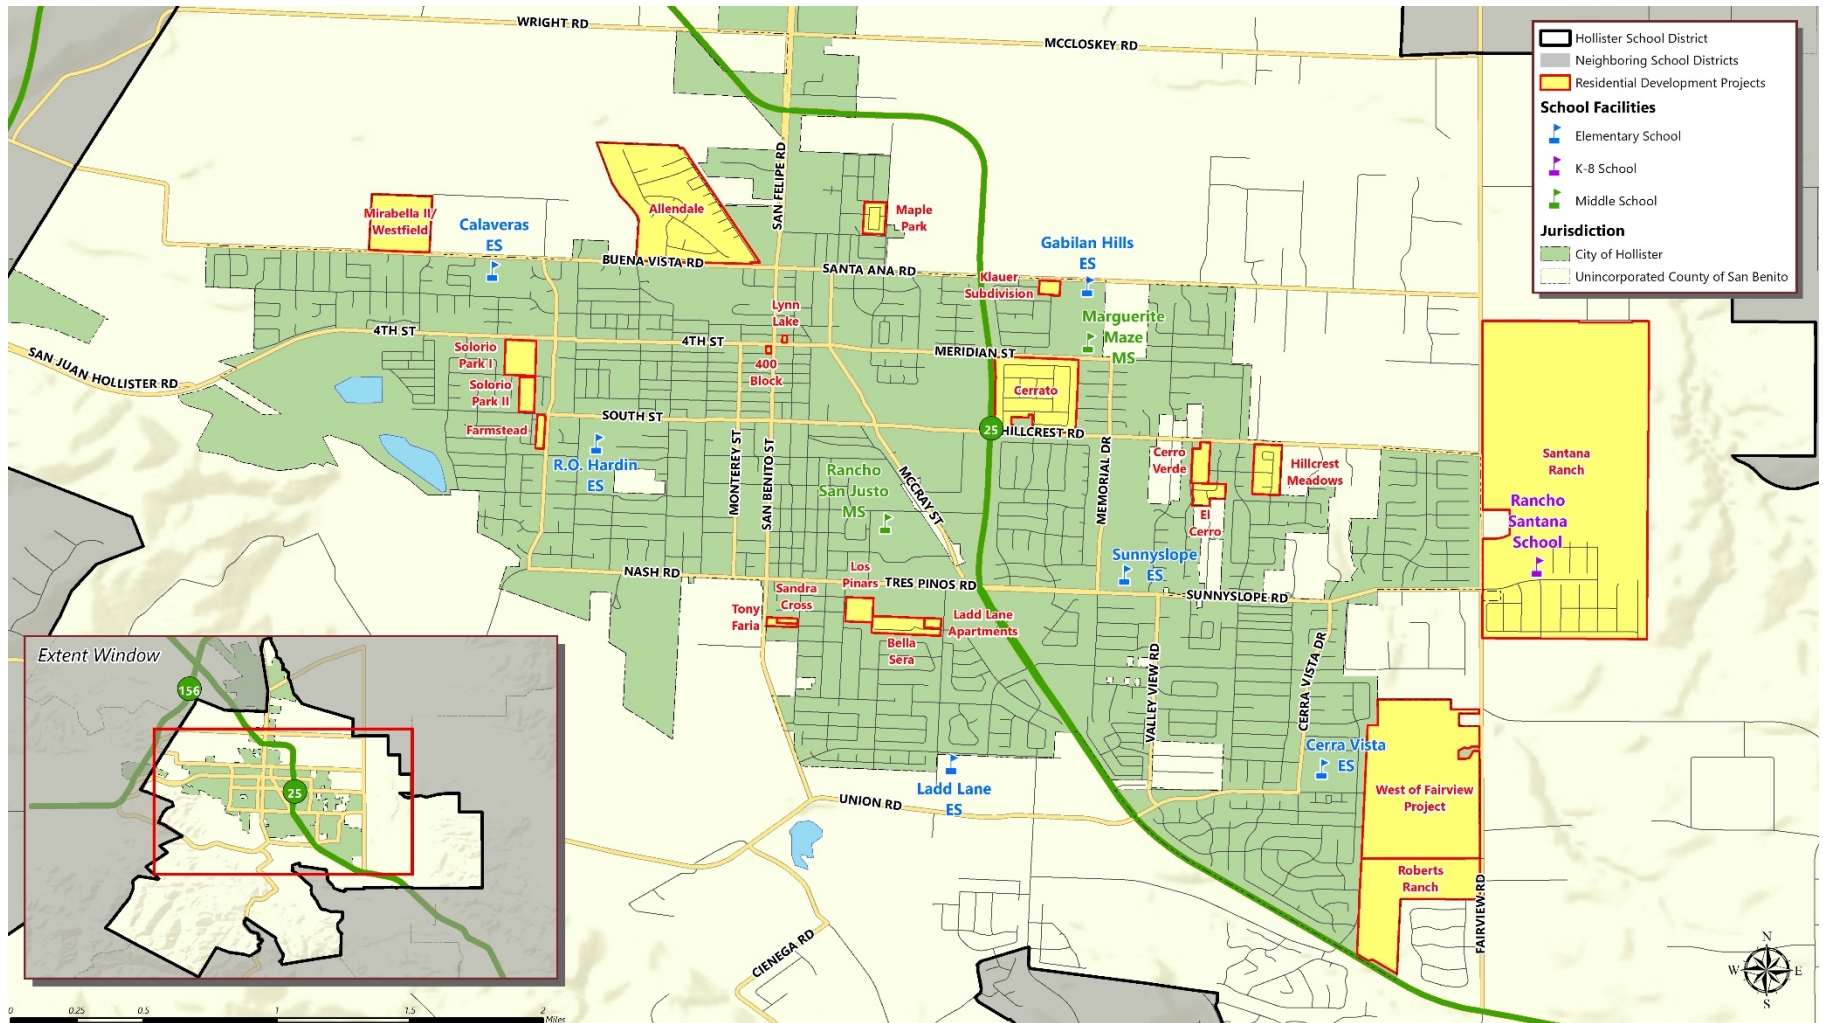 WRIGHT RD
MCCLOSKEY RD
Hollister School District
Neighboring School Districts
Residential Development Projects
School Facilities
Elementary School
K-8 School
Middle School
Jurisdiction
City of Hollister
Unincorporated County of San Benito
SAN FELIPE RD
Mirabella II/
Westfield
Allendale
Maple
Park
Calaveras
ES
Gabilan Hills
ES
BUENA VISTA RD
SANTA ANA RD
Klauer
Subdivision
Lynn
Lake
Marguerite
Maze
MS
4TH ST
4TH ST
MERIDIAN ST
SAN JUAN HOLLISTER RD
Solorio
Park I
400
Block
Solorio
Park II
Cerrato
SOUTH ST
Farmstead
25
HILLCREST RD
R.O. Hardin
ES
MONTEREY ST
SAN BENITO ST
Rancho
San Justo
MS
MCCRAY ST
MEMORIAL DR
Cerro
Verde
Hillcrest
Meadows
El
Cerro
Santana
Ranch
Rancho
Santana
School
Sunnyslope
ES
NASH RD
Los
Pinars
TRES PINOS RD
SUNNYSLOPE RD
Sandra
Cross
Tony
Faria
Ladd Lane
Apartments
Bella
Sera
VALLEY VIEW RD
CERRA VISTA DR
Cerra Vista
ES
Ladd Lane
ES
UNION RD
West of Fairview
Project
Roberts
Ranch
FAIRVIEW RD
CIENEGA RD
Extent Window
156
25
N
W
E
S
0
0.25
0.5
1
1.5
2
Miles